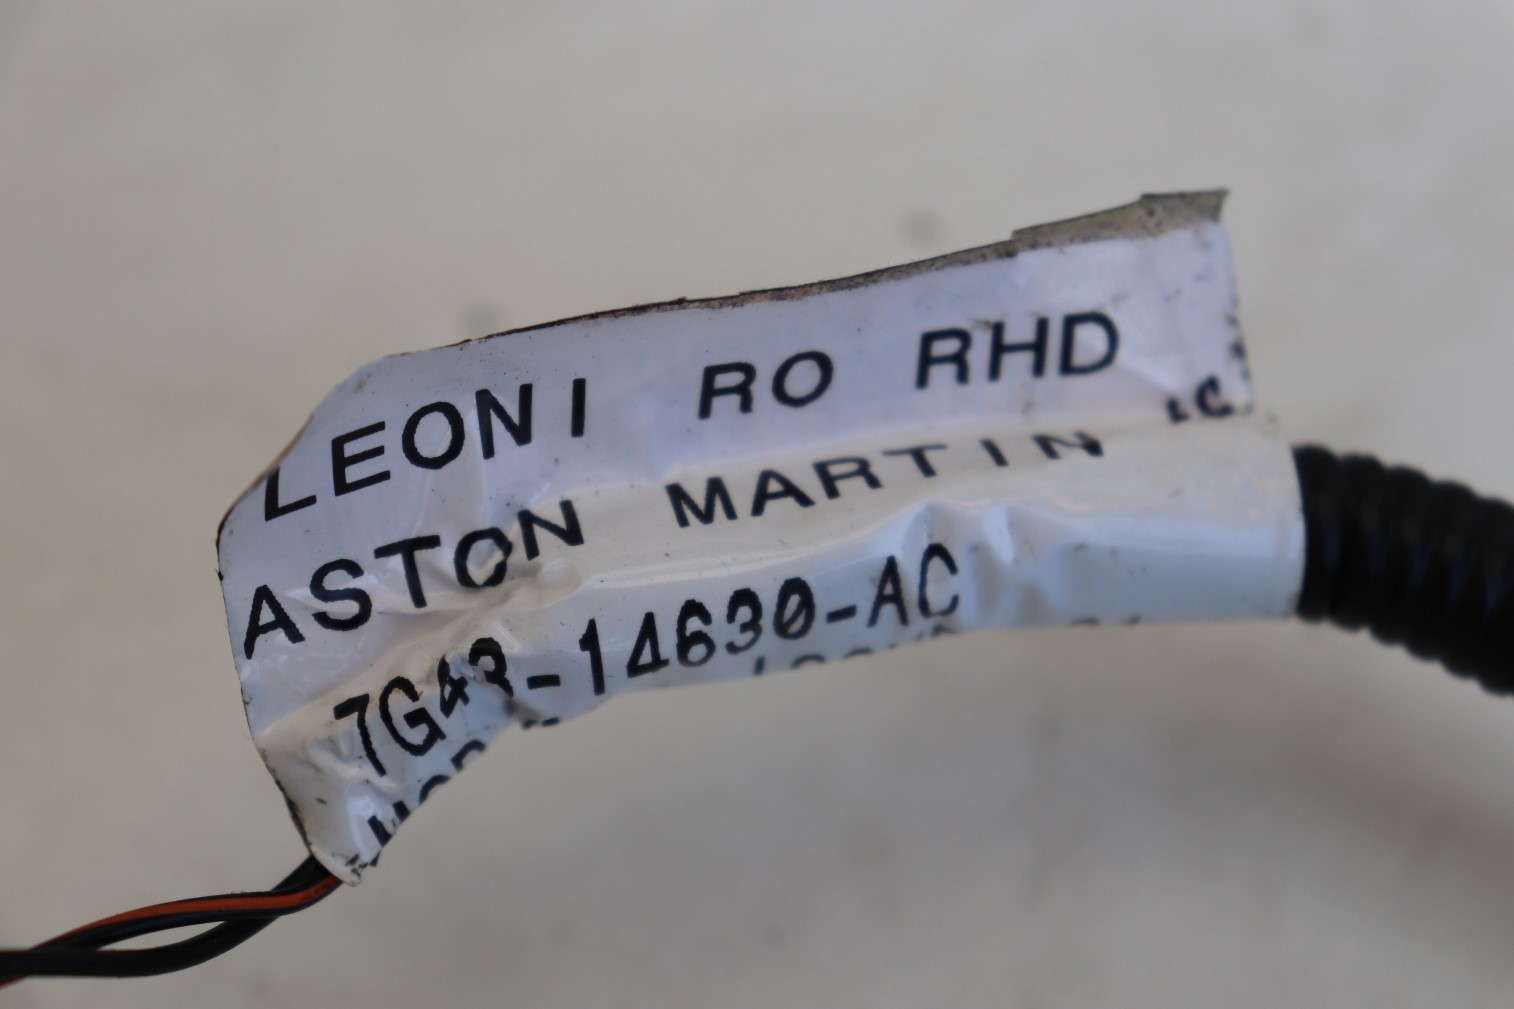 LEONI RO RHD
ASTON MARTIN
7G43-14630-AC